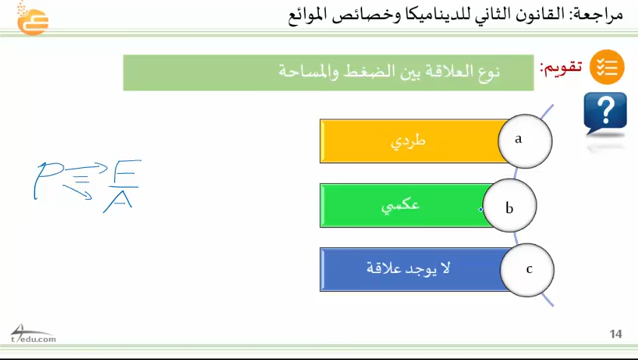 مراجعة: القانون الثاني للديناميكا وخصائص الموائع
تقويم:
نوع العلاقة بين الضغط والمساحة
?
a
طردي
b
عكسي
c
لا يوجد علاقة
P = F/A
t4edu.com
14